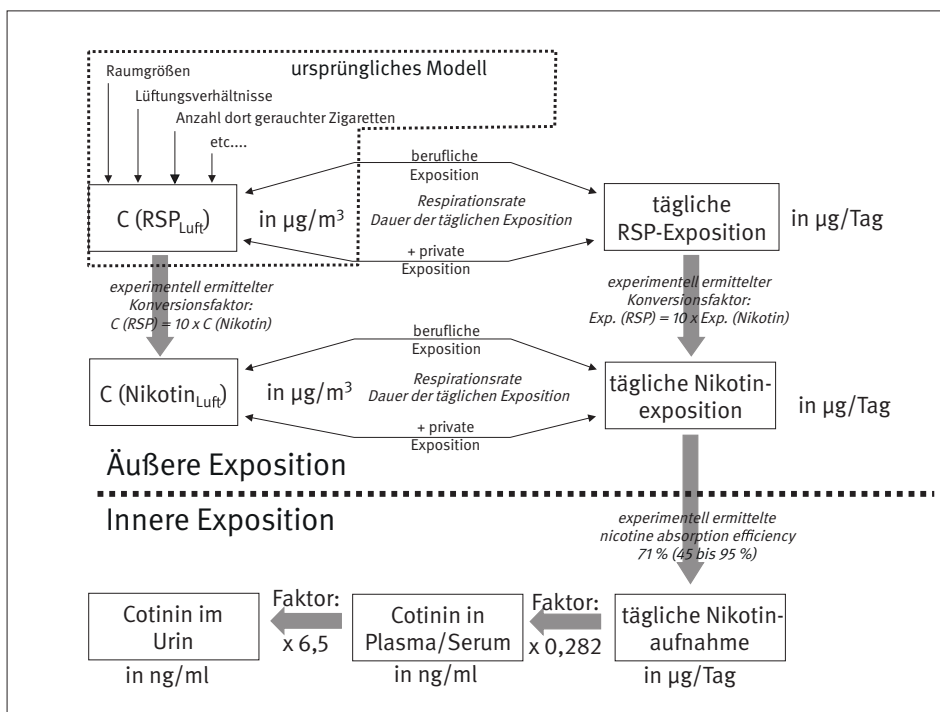 ursprüngliches Modell
Raumgrößen
Lüftungsverhältnisse
Anzahl dort gerauchter Zigaretten
etc....
C (RSP_Luft)
in µg/m³
berufliche
Exposition
Respirationsrate
Dauer der täglichen Exposition
+ private
Exposition
tägliche
RSP-Exposition
in µg/Tag
experimentell ermittelter
Konversionsfaktor:
C (RSP) = 10 x C (Nikotin)
experimentell ermittelter
Konversionsfaktor:
Exp. (RSP) = 10 x Exp. (Nikotin)
C (Nikotin_Luft)
in µg/m³
berufliche
Exposition
Respirationsrate
Dauer der täglichen Exposition
+ private
Exposition
tägliche Nikotin-
exposition
in µg/Tag
Äußere Exposition
Innere Exposition
experimentell ermittelte
nicotine absorption efficiency
71 % (45 bis 95 %)
Cotinin im
Urin
in ng/ml
Faktor:
x 6,5
Cotinin in
Plasma/Serum
in ng/ml
Faktor:
x 0,282
tägliche Nikotin-
aufnahme
in µg/Tag